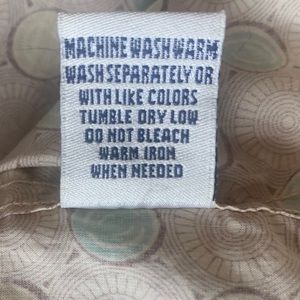 MACHINE WASH WARM
WASH SEPARATELY OR
WITH LIKE COLORS
TUMBLE DRY LOW
DO NOT BLEACH
WARM IRON
WHEN NEEDED